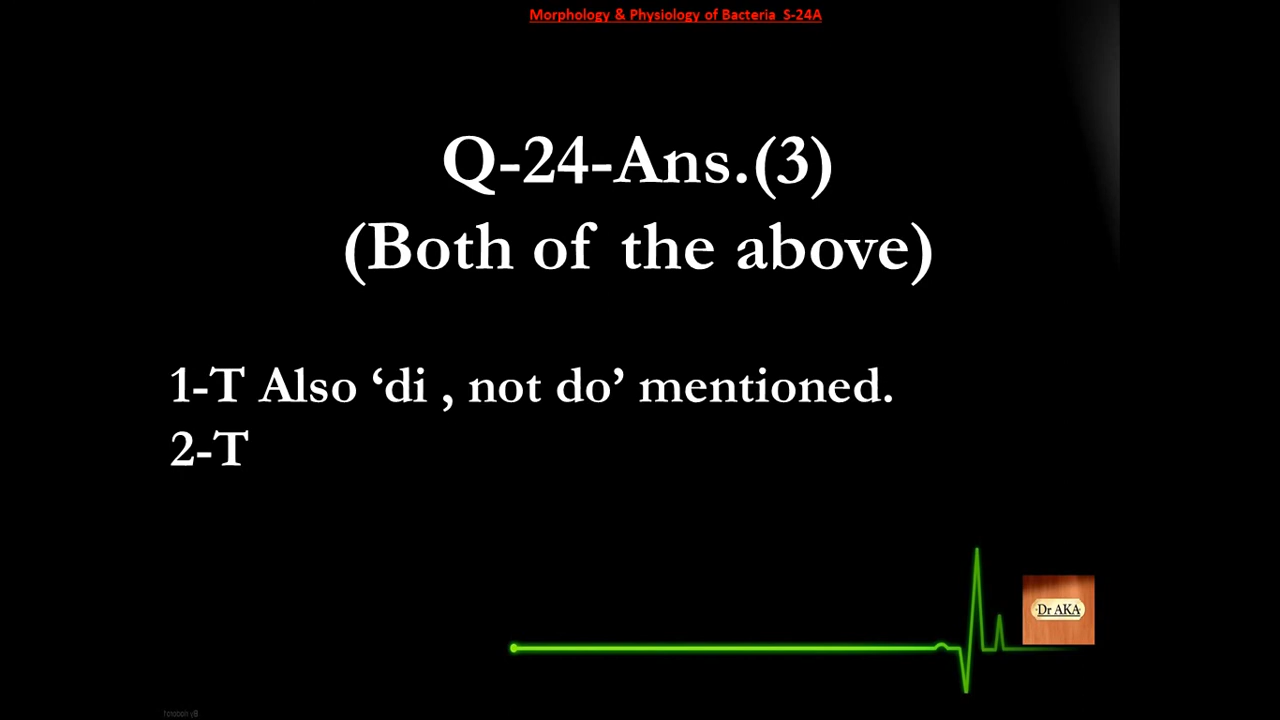 Morphology & Physiology of Bacteria S-24A
Q-24-Ans.(3)
(Both of the above)
1-T Also ‘di , not do’ mentioned.
2-T
Dr AKA